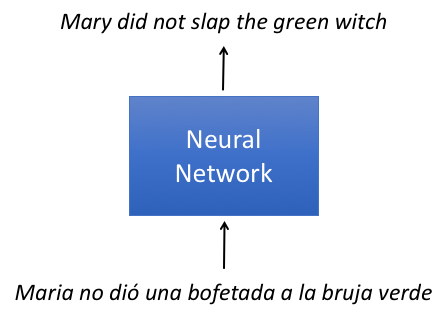 Mary did not slap the green witch
Neural
Network
Maria no dió una bofetada a la bruja verde